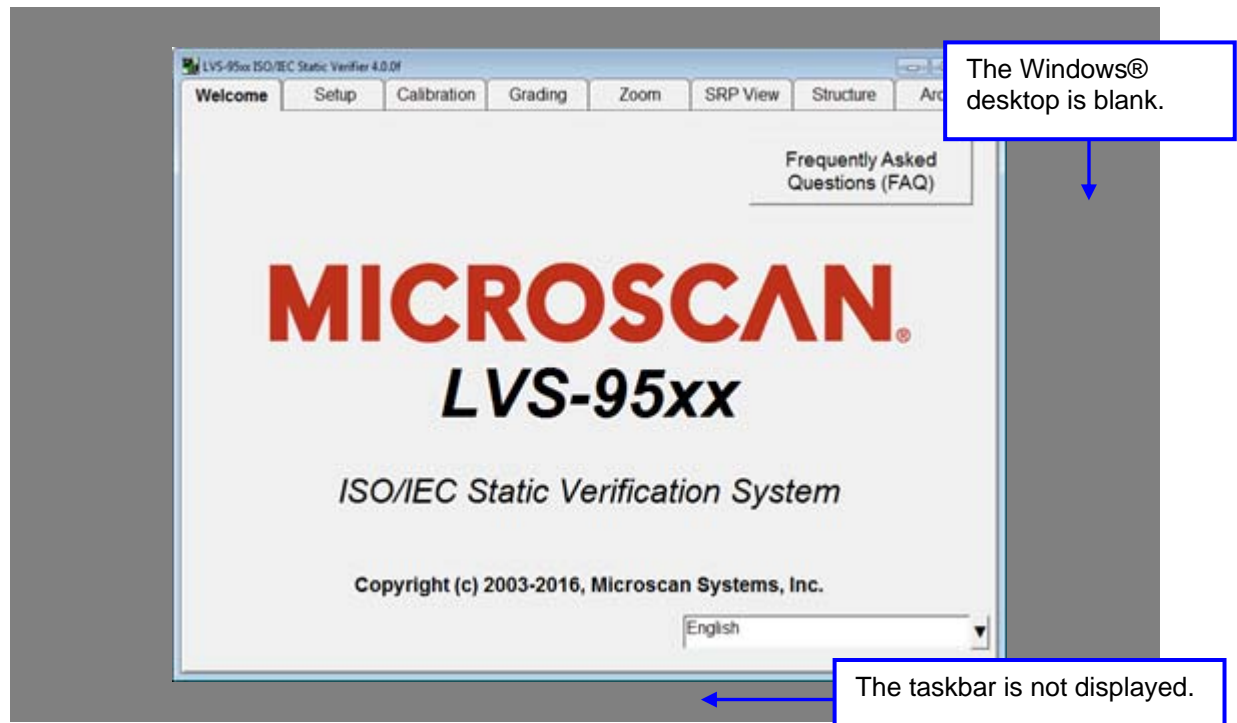 LVS-95xx ISO/IEC Static Verifier 4.0.0f
The Windows®
desktop is blank.
Welcome Setup Calibration Grading Zoom SRP View Structure
Frequently Asked
Questions (FAQ)
MICROSCAN®
LVS-95xx
ISO/IEC Static Verification System
Copyright (c) 2003-2016, Microscan Systems, Inc.
English
The taskbar is not displayed.